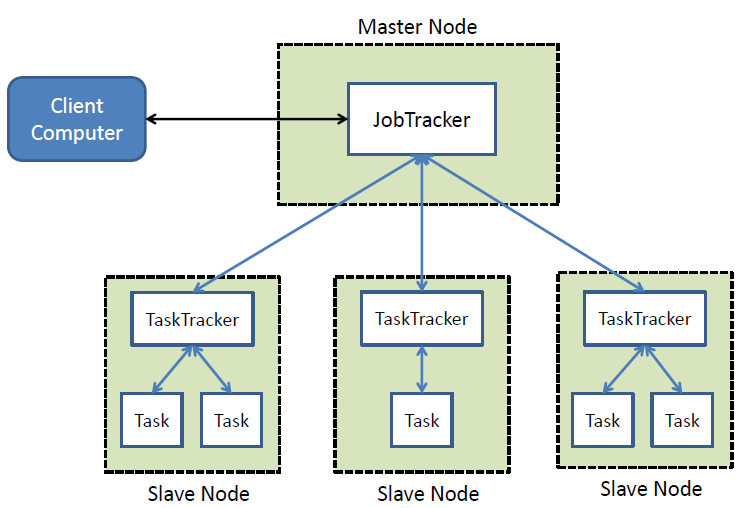 Master Node
Client
Computer
JobTracker
TaskTracker
TaskTracker
TaskTracker
Task
Task
Task
Task
Task
Slave Node
Slave Node
Slave Node